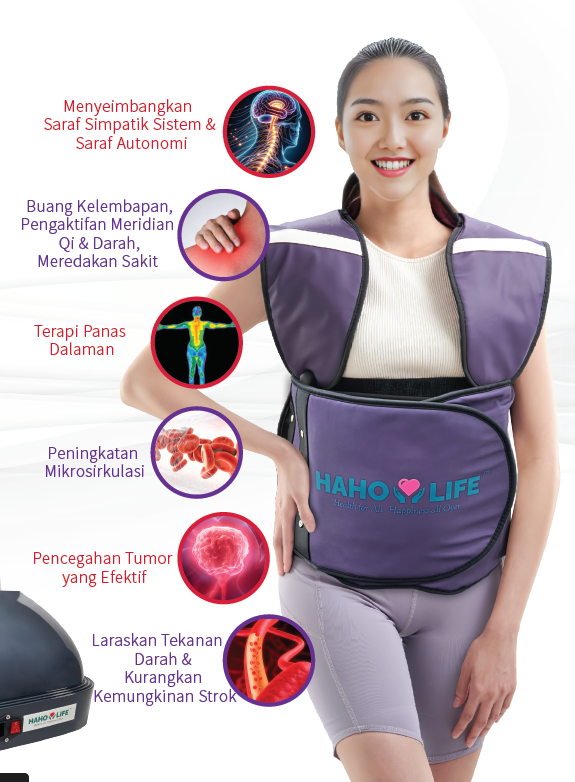 Menyeimbangkan
Saraf Simpatik Sistem &
Saraf Autonomi
Buang Kelembapan,
Pengaktifan Meridian
Qi & Darah,
Meredakan Sakit
Terapi Panas
Dalaman
Peningkatan
Mikrosirkulasi
HAHO LIFE
Health for All Happiness all Over
Pencegahan Tumor
yang Efektif
Laraskan Tekanan
Darah &
Kurangkan
Kemungkinan Strok
HAHO LIFE